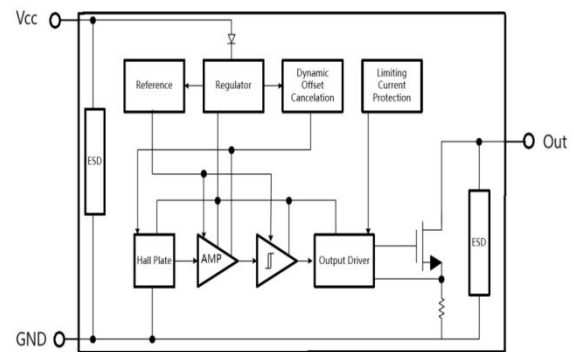 Vcc
Reference
Regulator
Dynamic
Offset
Cancelation
Limiting
Current
Protection
ESD
Out
ESD
Hall Plate
AMP
Output Driver
GND